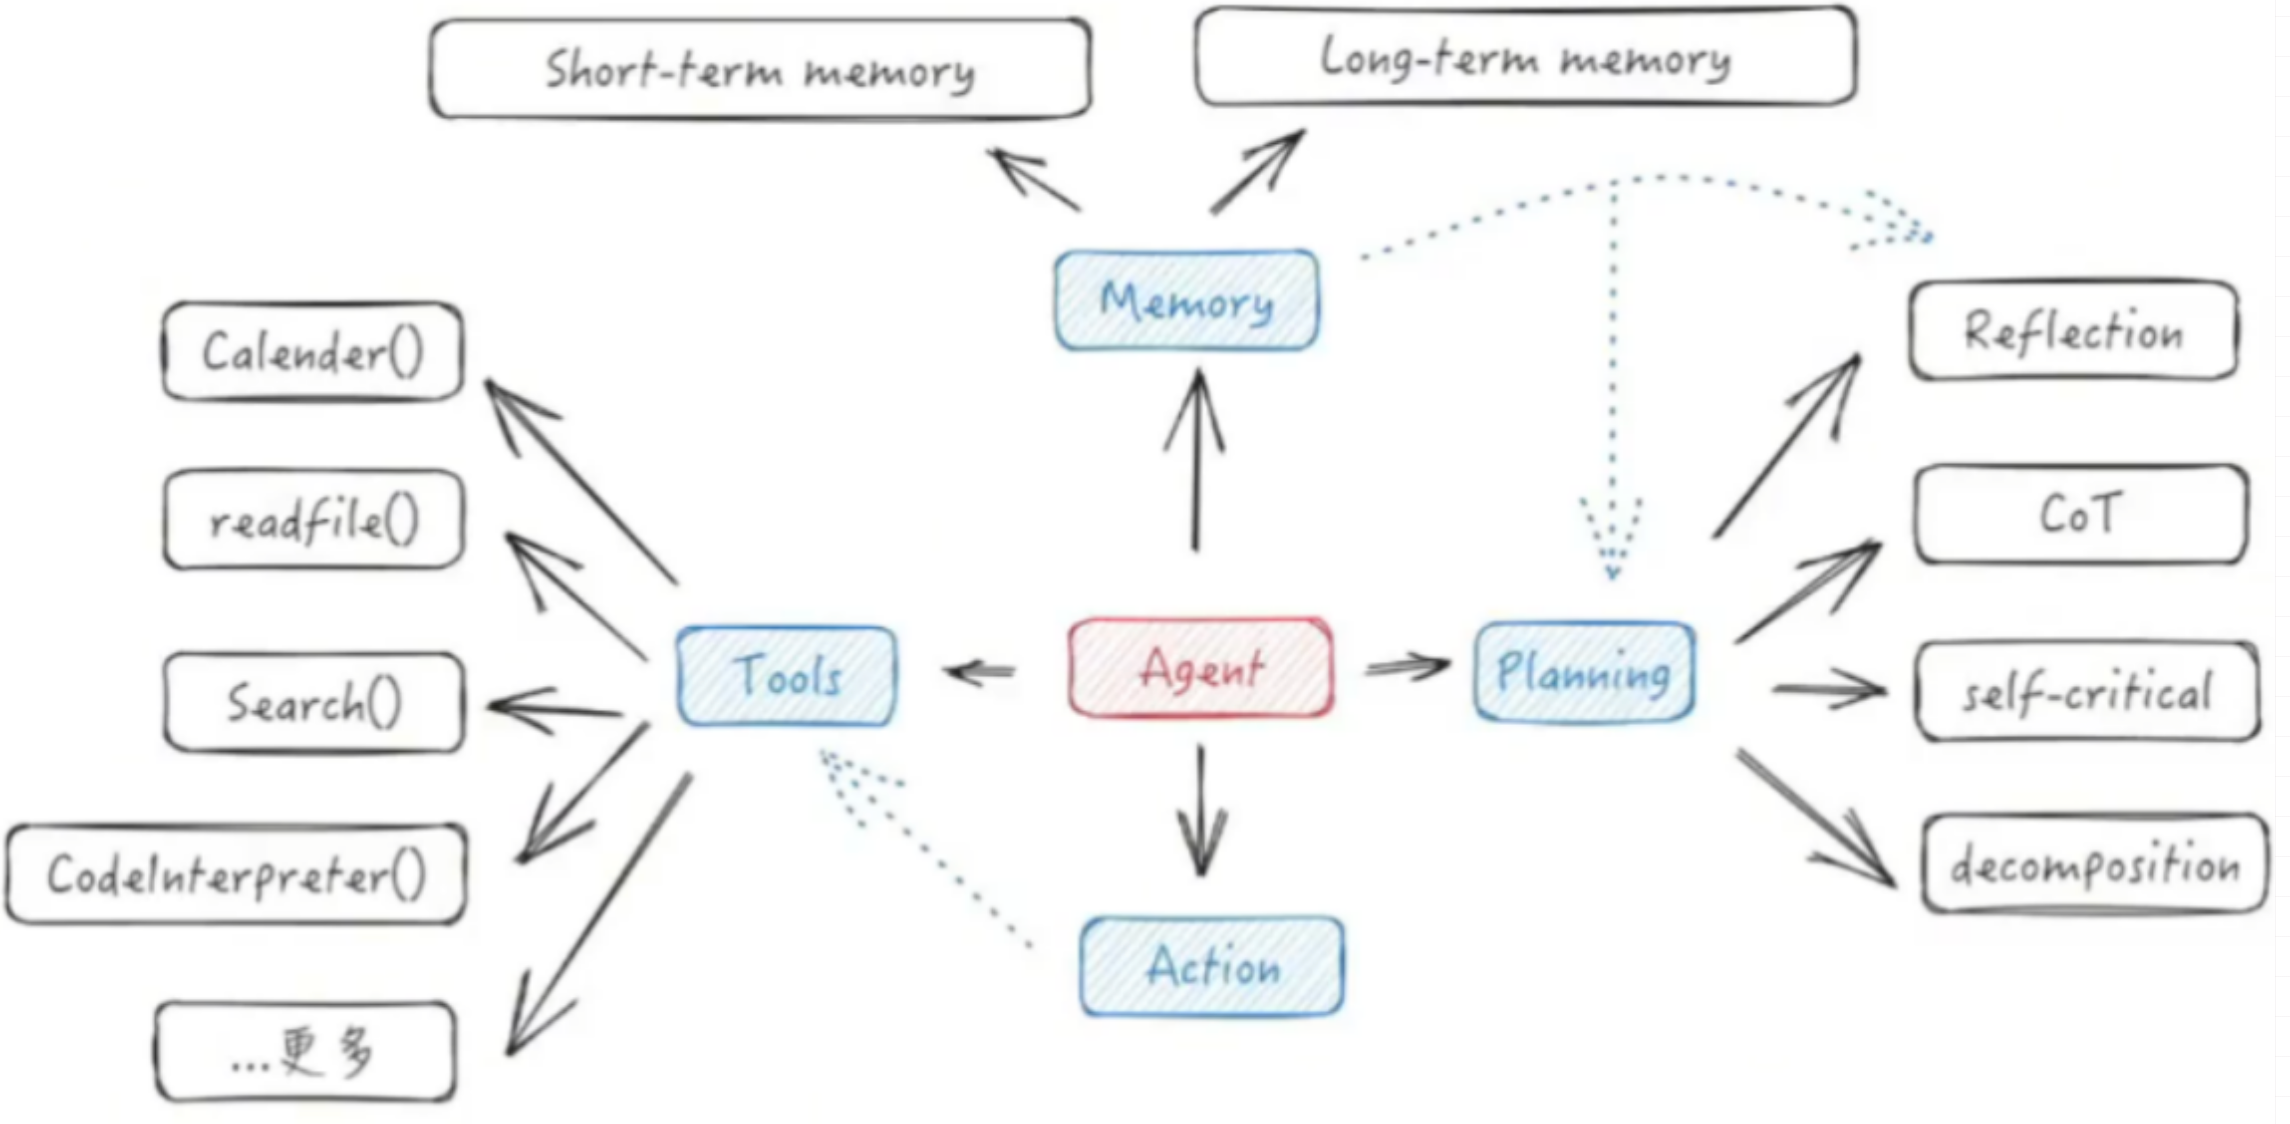 Short-term memory
Long-term memory
Memory
Calender()
Reflection
readfile()
CoT
Search()
Tools
Agent
Planning
self-critical
CodeInterpreter()
decomposition
Action
...更多